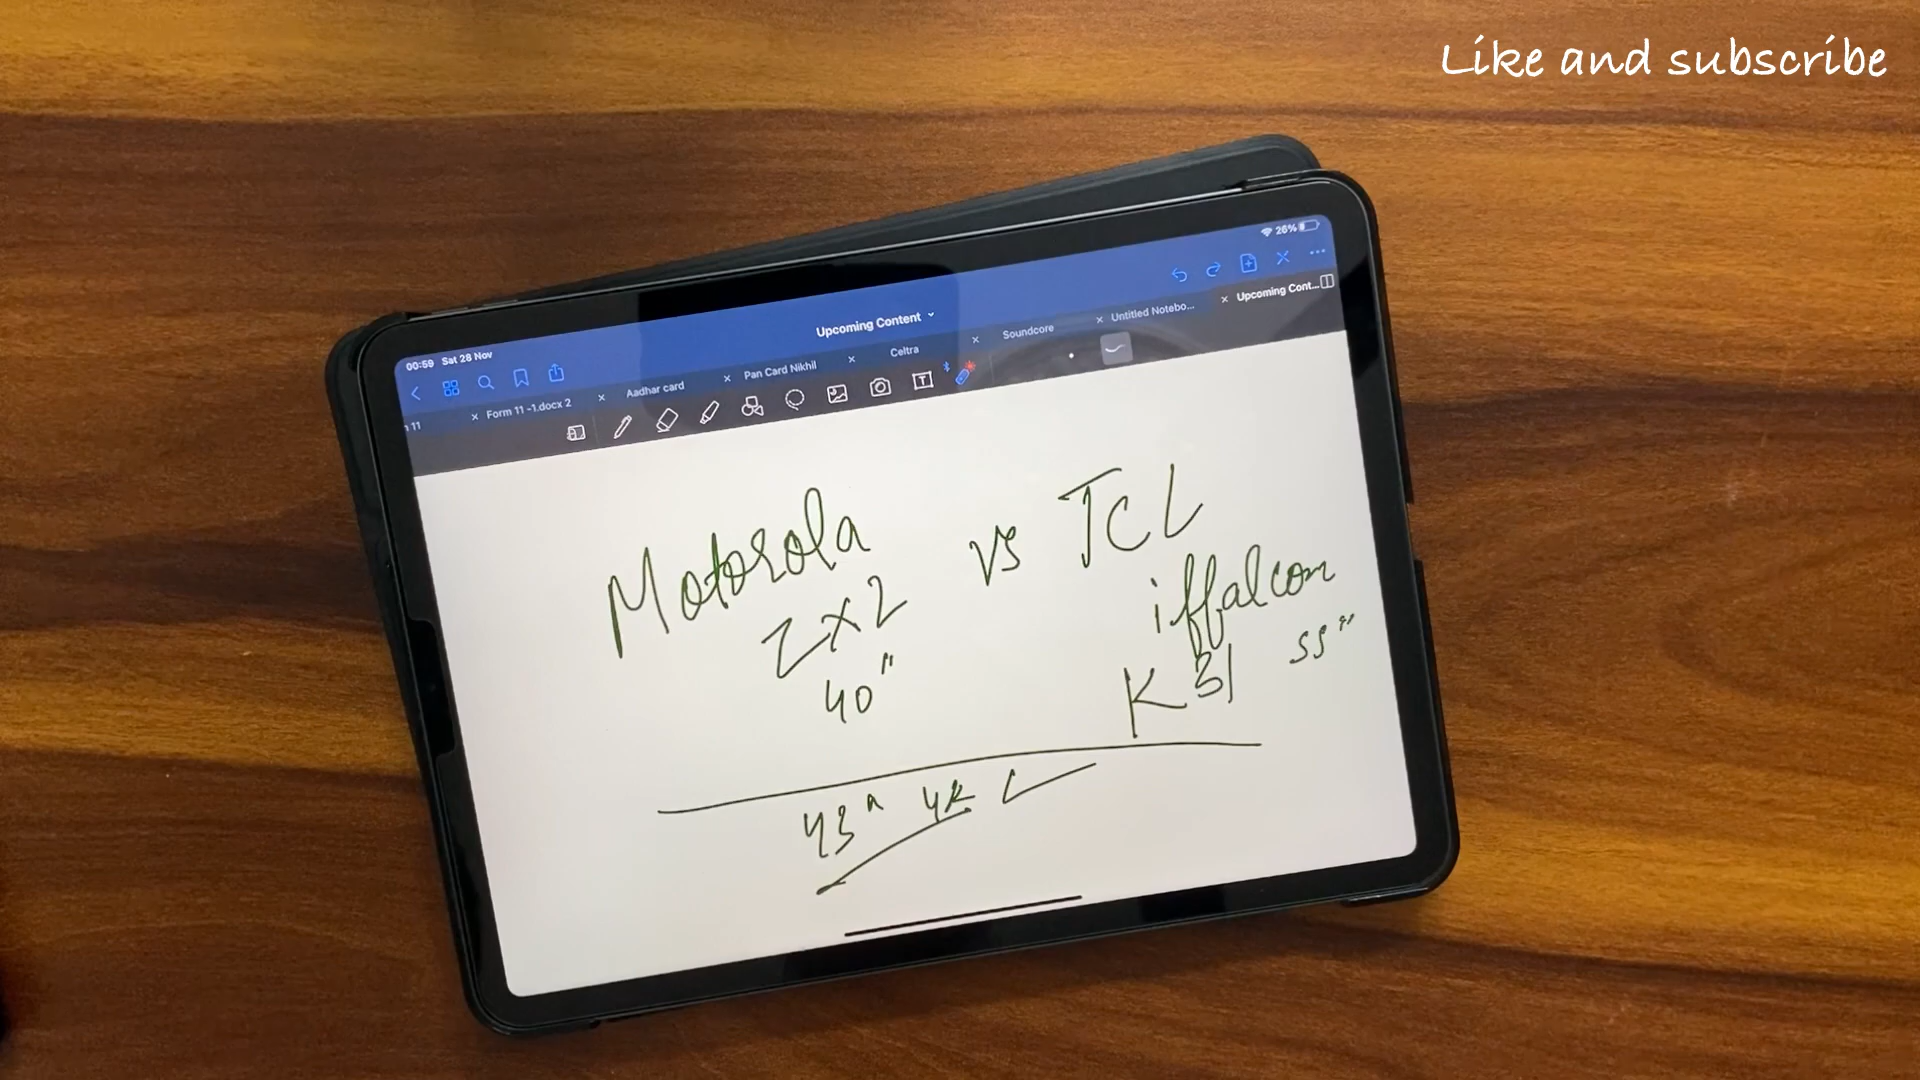 Like and subscribe
26%
00:59 Sat 28 Nov
Upcoming Content
11 × Form 11 -1.docx 2 × Aadhar card × Pan Card Nikhil × Celtra × Soundcore × Untitled Notebo... × Upcoming Cont...
Motorola vs TCL
ZX2 iffalcon
40" K31 55"
43" 4K